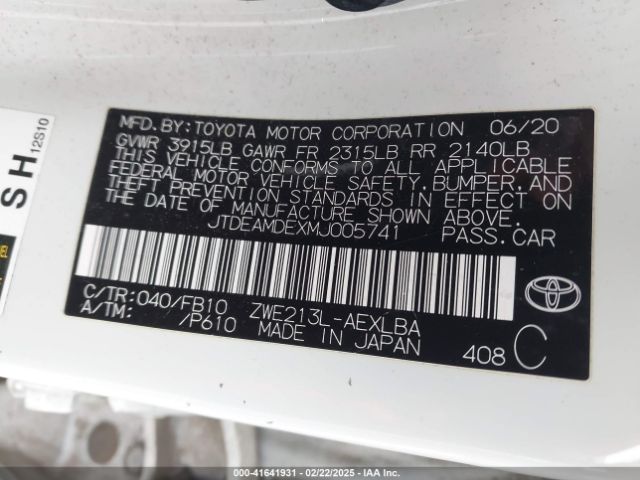 MFD.BY:TOYOTA MOTOR CORPORATION 06/20
GVWR 3915LB GAWR FR 2315LB RR 2140LB
THIS VEHICLE CONFORMS TO ALL APPLICABLE
FEDERAL MOTOR VEHICLE SAFETY,BUMPER,AND
THEFT PREVENTION STANDARDS IN EFFECT ON
THE DATE OF MANUFACTURE SHOWN ABOVE.
JTDEAMDEXMJ005741 PASS.CAR
C/TR:040/FB10 ZWE213L-AEXLBA
A/TM: /P610 MADE IN JAPAN
408 C
SH
12S10
000-41641931 - 02/22/2025 - IAA Inc.